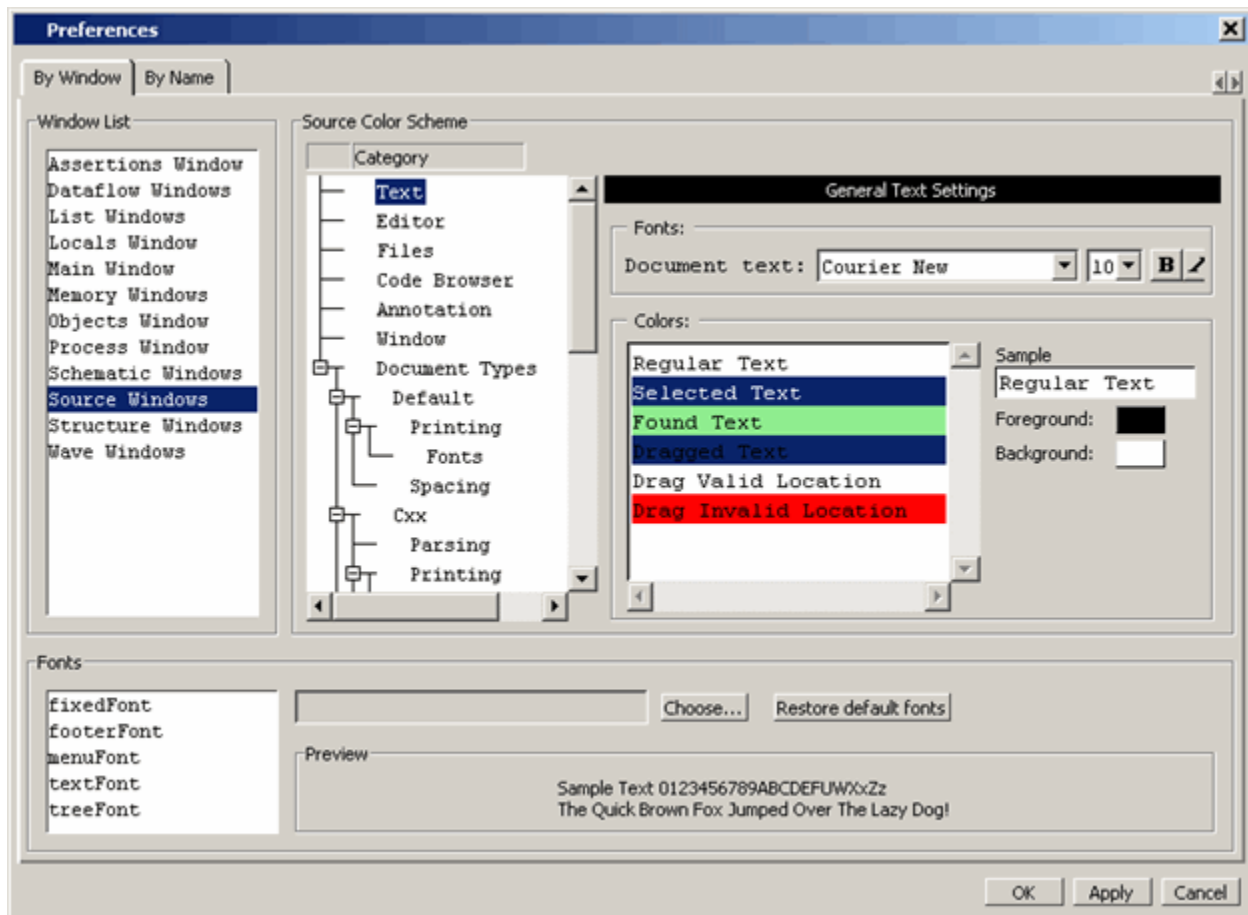 Preferences
By Window
By Name
Window List
Assertions Window
Dataflow Windows
List Windows
Locals Window
Main Window
Memory Windows
Objects Window
Process Window
Schematic Windows
Source Windows
Structure Windows
Wave Windows
Source Color Scheme
Category
Text
Editor
Files
Code Browser
Annotation
Window
Document Types
Default
Printing
Fonts
Spacing
Cxx
Parsing
Printing
General Text Settings
Fonts:
Document text: Courier New 10 B I
Colors:
Regular Text
Selected Text
Found Text
Dragged Text
Drag Valid Location
Drag Invalid Location
Sample
Regular Text
Foreground:
Background:
Fonts
fixedFont
footerFont
menuFont
textFont
treeFont
Choose... Restore default fonts
Preview
Sample Text 0123456789ABCDEFUWXxZz
The Quick Brown Fox Jumped Over The Lazy Dog!
OK Apply Cancel